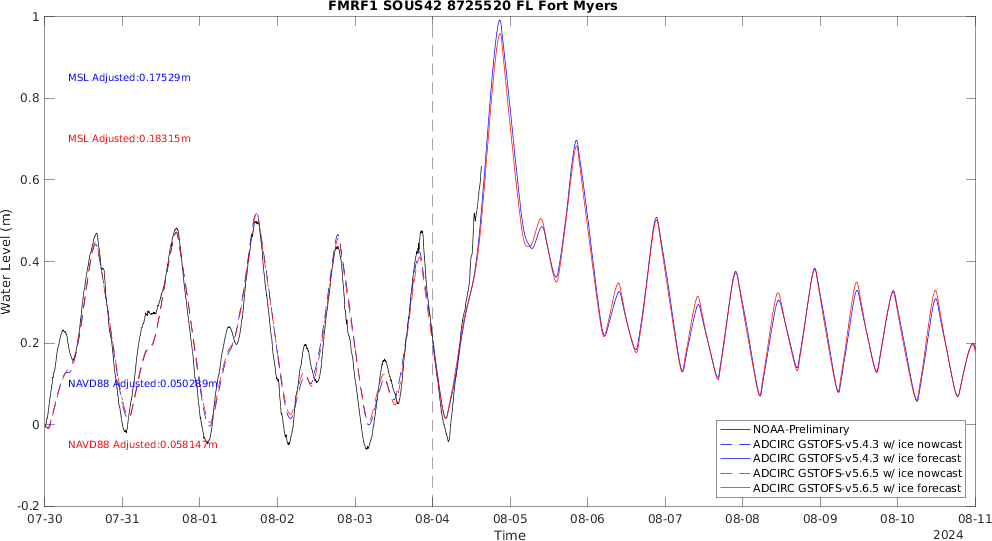 FMRF1 SOUS42 8725520 FL Fort Myers
1
MSL Adjusted:0.17529m
0.8
MSL Adjusted:0.18315m
0.6
0.4
Water Level (m)
0.2
NAVD88 Adjusted:0.050289m
0
NAVD88 Adjusted:0.058147m
-0.2
NOAA-Preliminary
ADCIRC GSTOFS-v5.4.3 w/ ice nowcast
ADCIRC GSTOFS-v5.4.3 w/ ice forecast
ADCIRC GSTOFS-v5.6.5 w/ ice nowcast
ADCIRC GSTOFS-v5.6.5 w/ ice forecast
07-30 07-31 08-01 08-02 08-03 08-04 08-05 08-06 08-07 08-08 08-09 08-10 08-11
Time
2024